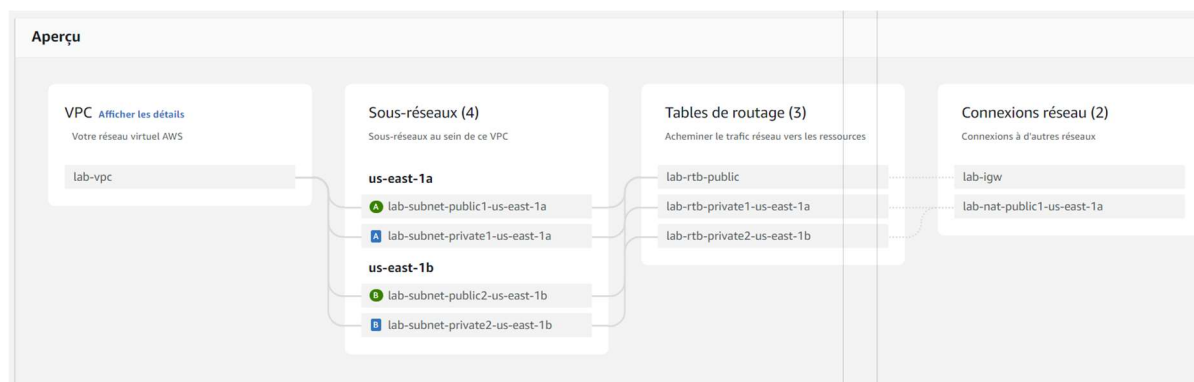 Aperçu
VPC Afficher les détails
Votre réseau virtuel AWS
lab-vpc
Sous-réseaux (4)
Sous-réseaux au sein de ce VPC
us-east-1a
A lab-subnet-public1-us-east-1a
A lab-subnet-private1-us-east-1a
us-east-1b
B lab-subnet-public2-us-east-1b
B lab-subnet-private2-us-east-1b
Tables de routage (3)
Acheminer le trafic réseau vers les ressources
lab-rtb-public
lab-rtb-private1-us-east-1a
lab-rtb-private2-us-east-1b
Connexions réseau (2)
Connexions à d'autres réseaux
lab-igw
lab-nat-public1-us-east-1a